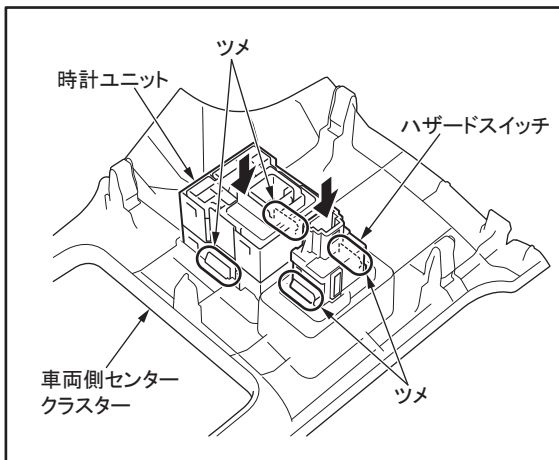 ツメ
時計ユニット
ハザードスイッチ
車両側センター
クラスター
ツメ